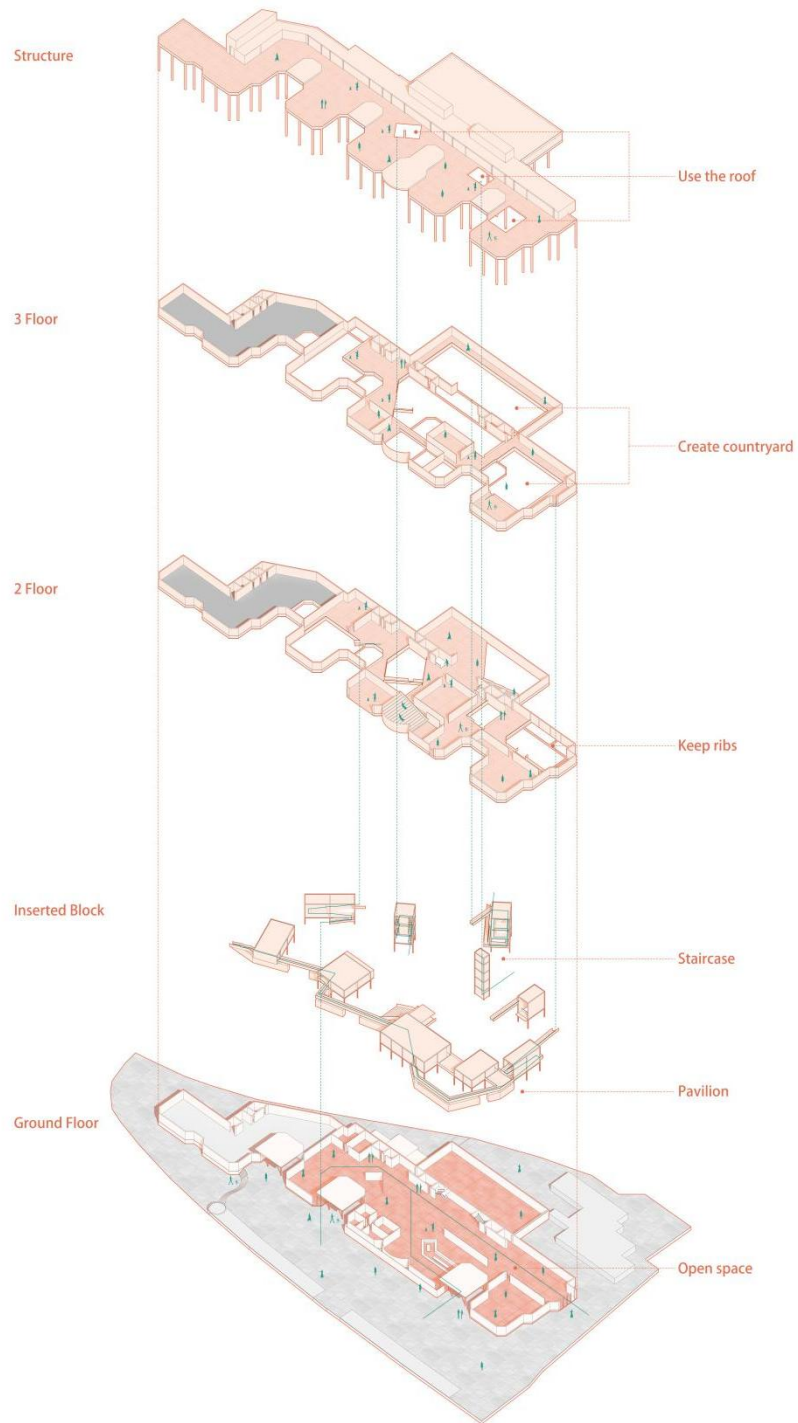 Structure
Use the roof
3 Floor
Create countryard
2 Floor
Keep ribs
Inserted Block
Staircase
Pavilion
Ground Floor
Open space